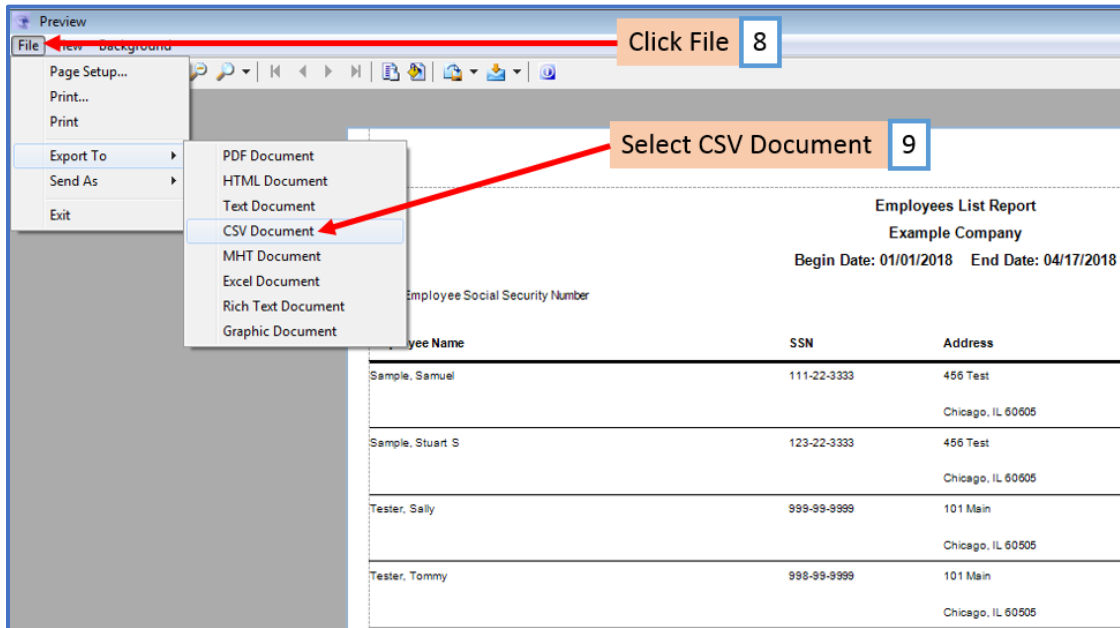 Preview
File View Background
Click File 8
Page Setup...
Print...
Print
Export To
Send As
Exit
PDF Document
HTML Document
Text Document
CSV Document
MHT Document
Excel Document
Rich Text Document
Graphic Document
Select CSV Document 9
Employees List Report
Example Company
Begin Date: 01/01/2018 End Date: 04/17/2018
Employee Social Security Number
yee Name SSN Address
Sample, Samuel 111-22-3333 456 Test
Chicago, IL 60605
Sample, Stuart S 123-22-3333 456 Test
Chicago, IL 60605
Tester, Sally 999-99-9999 101 Main
Chicago, IL 60505
Tester, Tommy 998-99-9999 101 Main
Chicago, IL 60505